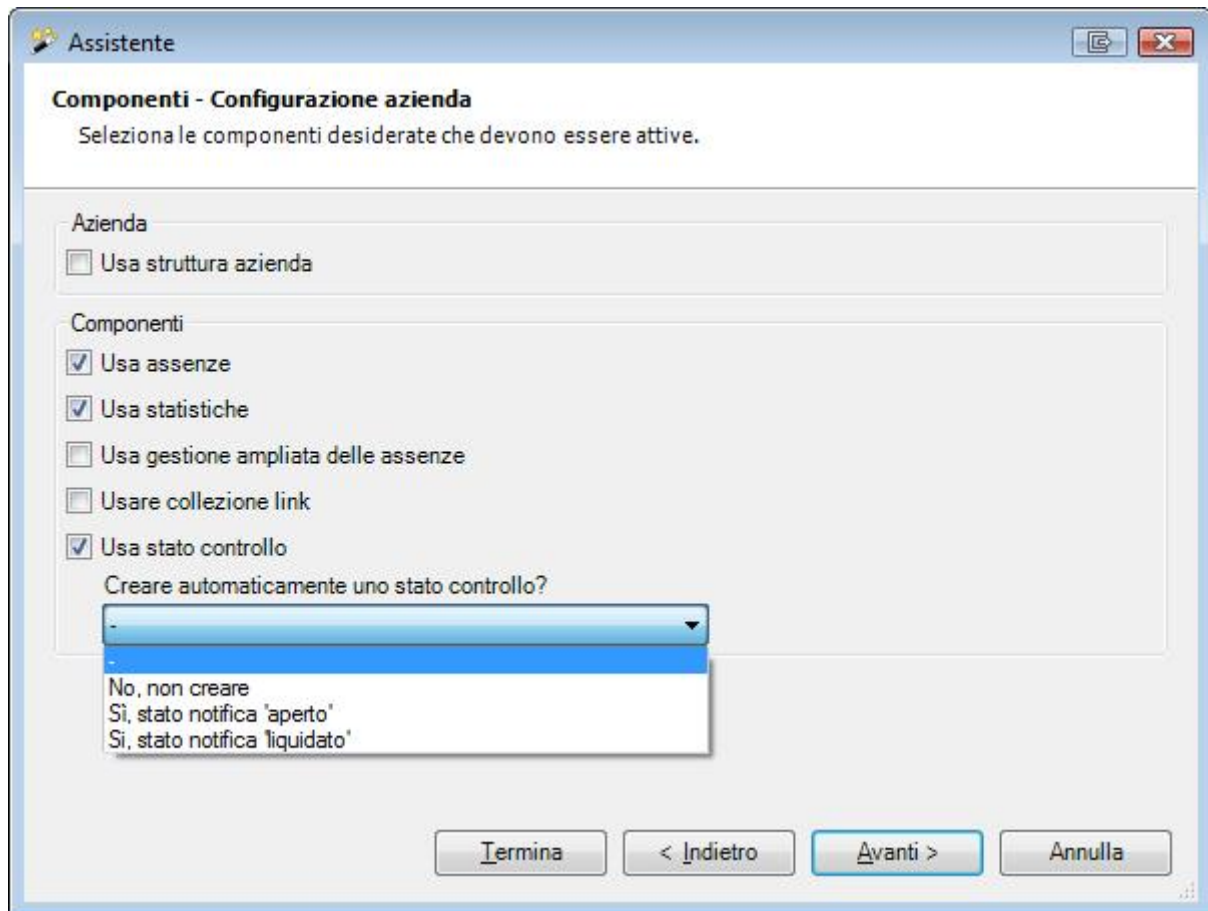 Assistente
Componenti - Configurazione azienda
Seleziona le componenti desiderate che devono essere attive.
Azienda
Usa struttura azienda
Componenti
Usa assenze
Usa statistiche
Usa gestione ampliata delle assenze
Usare collezione link
Usa stato controllo
Creare automaticamente uno stato controllo?
-
-
No, non creare
Sì, stato notifica 'aperto'
Si, stato notifica 'liquidato'
Termina < Indietro Avanti > Annulla